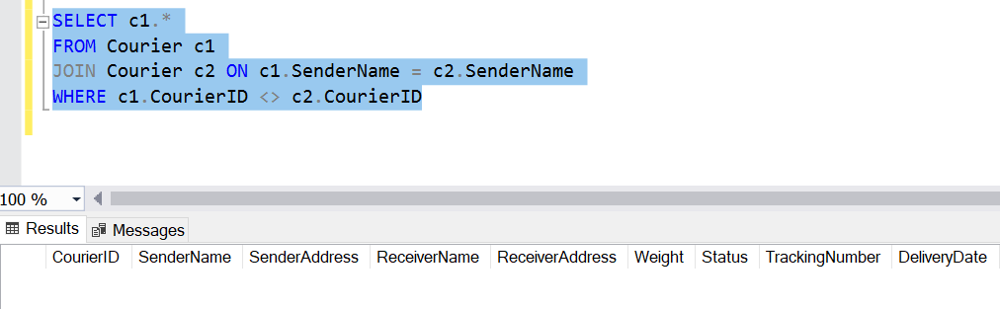 SELECT c1.*
FROM Courier c1
JOIN Courier c2 ON c1.SenderName = c2.SenderName
WHERE c1.CourierID <> c2.CourierID
100 %
Results Messages
CourierID SenderName SenderAddress ReceiverName ReceiverAddress Weight Status TrackingNumber DeliveryDate